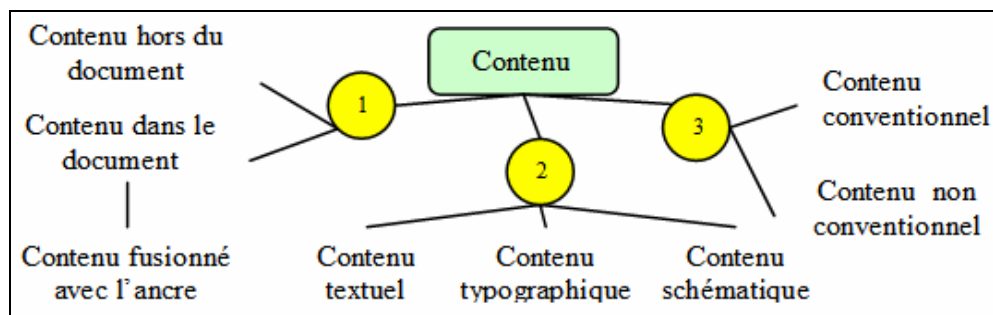 Contenu hors du
document
Contenu
1
Contenu
conventionnel
3
Contenu dans le
document
2
Contenu non
conventionnel
Contenu fusionné
avec l'ancre
Contenu
textuel
Contenu
typographique
Contenu
schématique